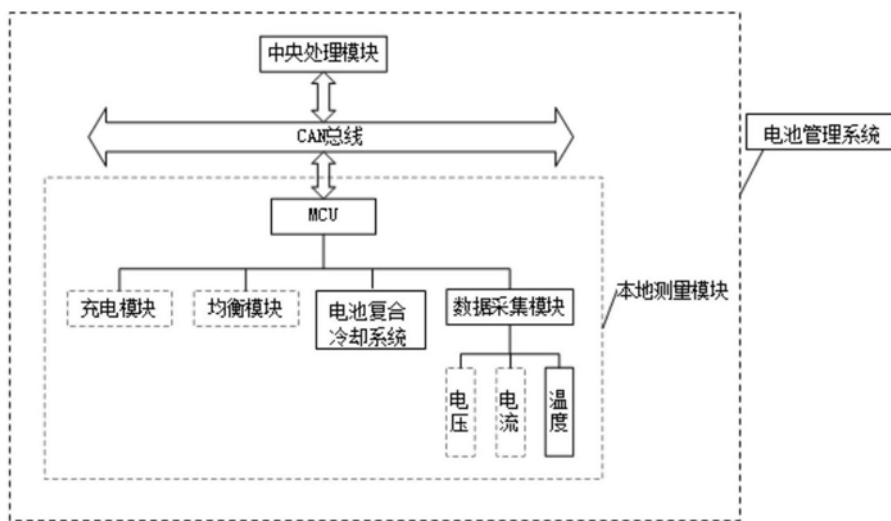 中央处理模块
CAN总线
电池管理系统
MCU
本地测量模块
充电模块
均衡模块
电池复合
冷却系统
数据采集模块
电压
电流
温度